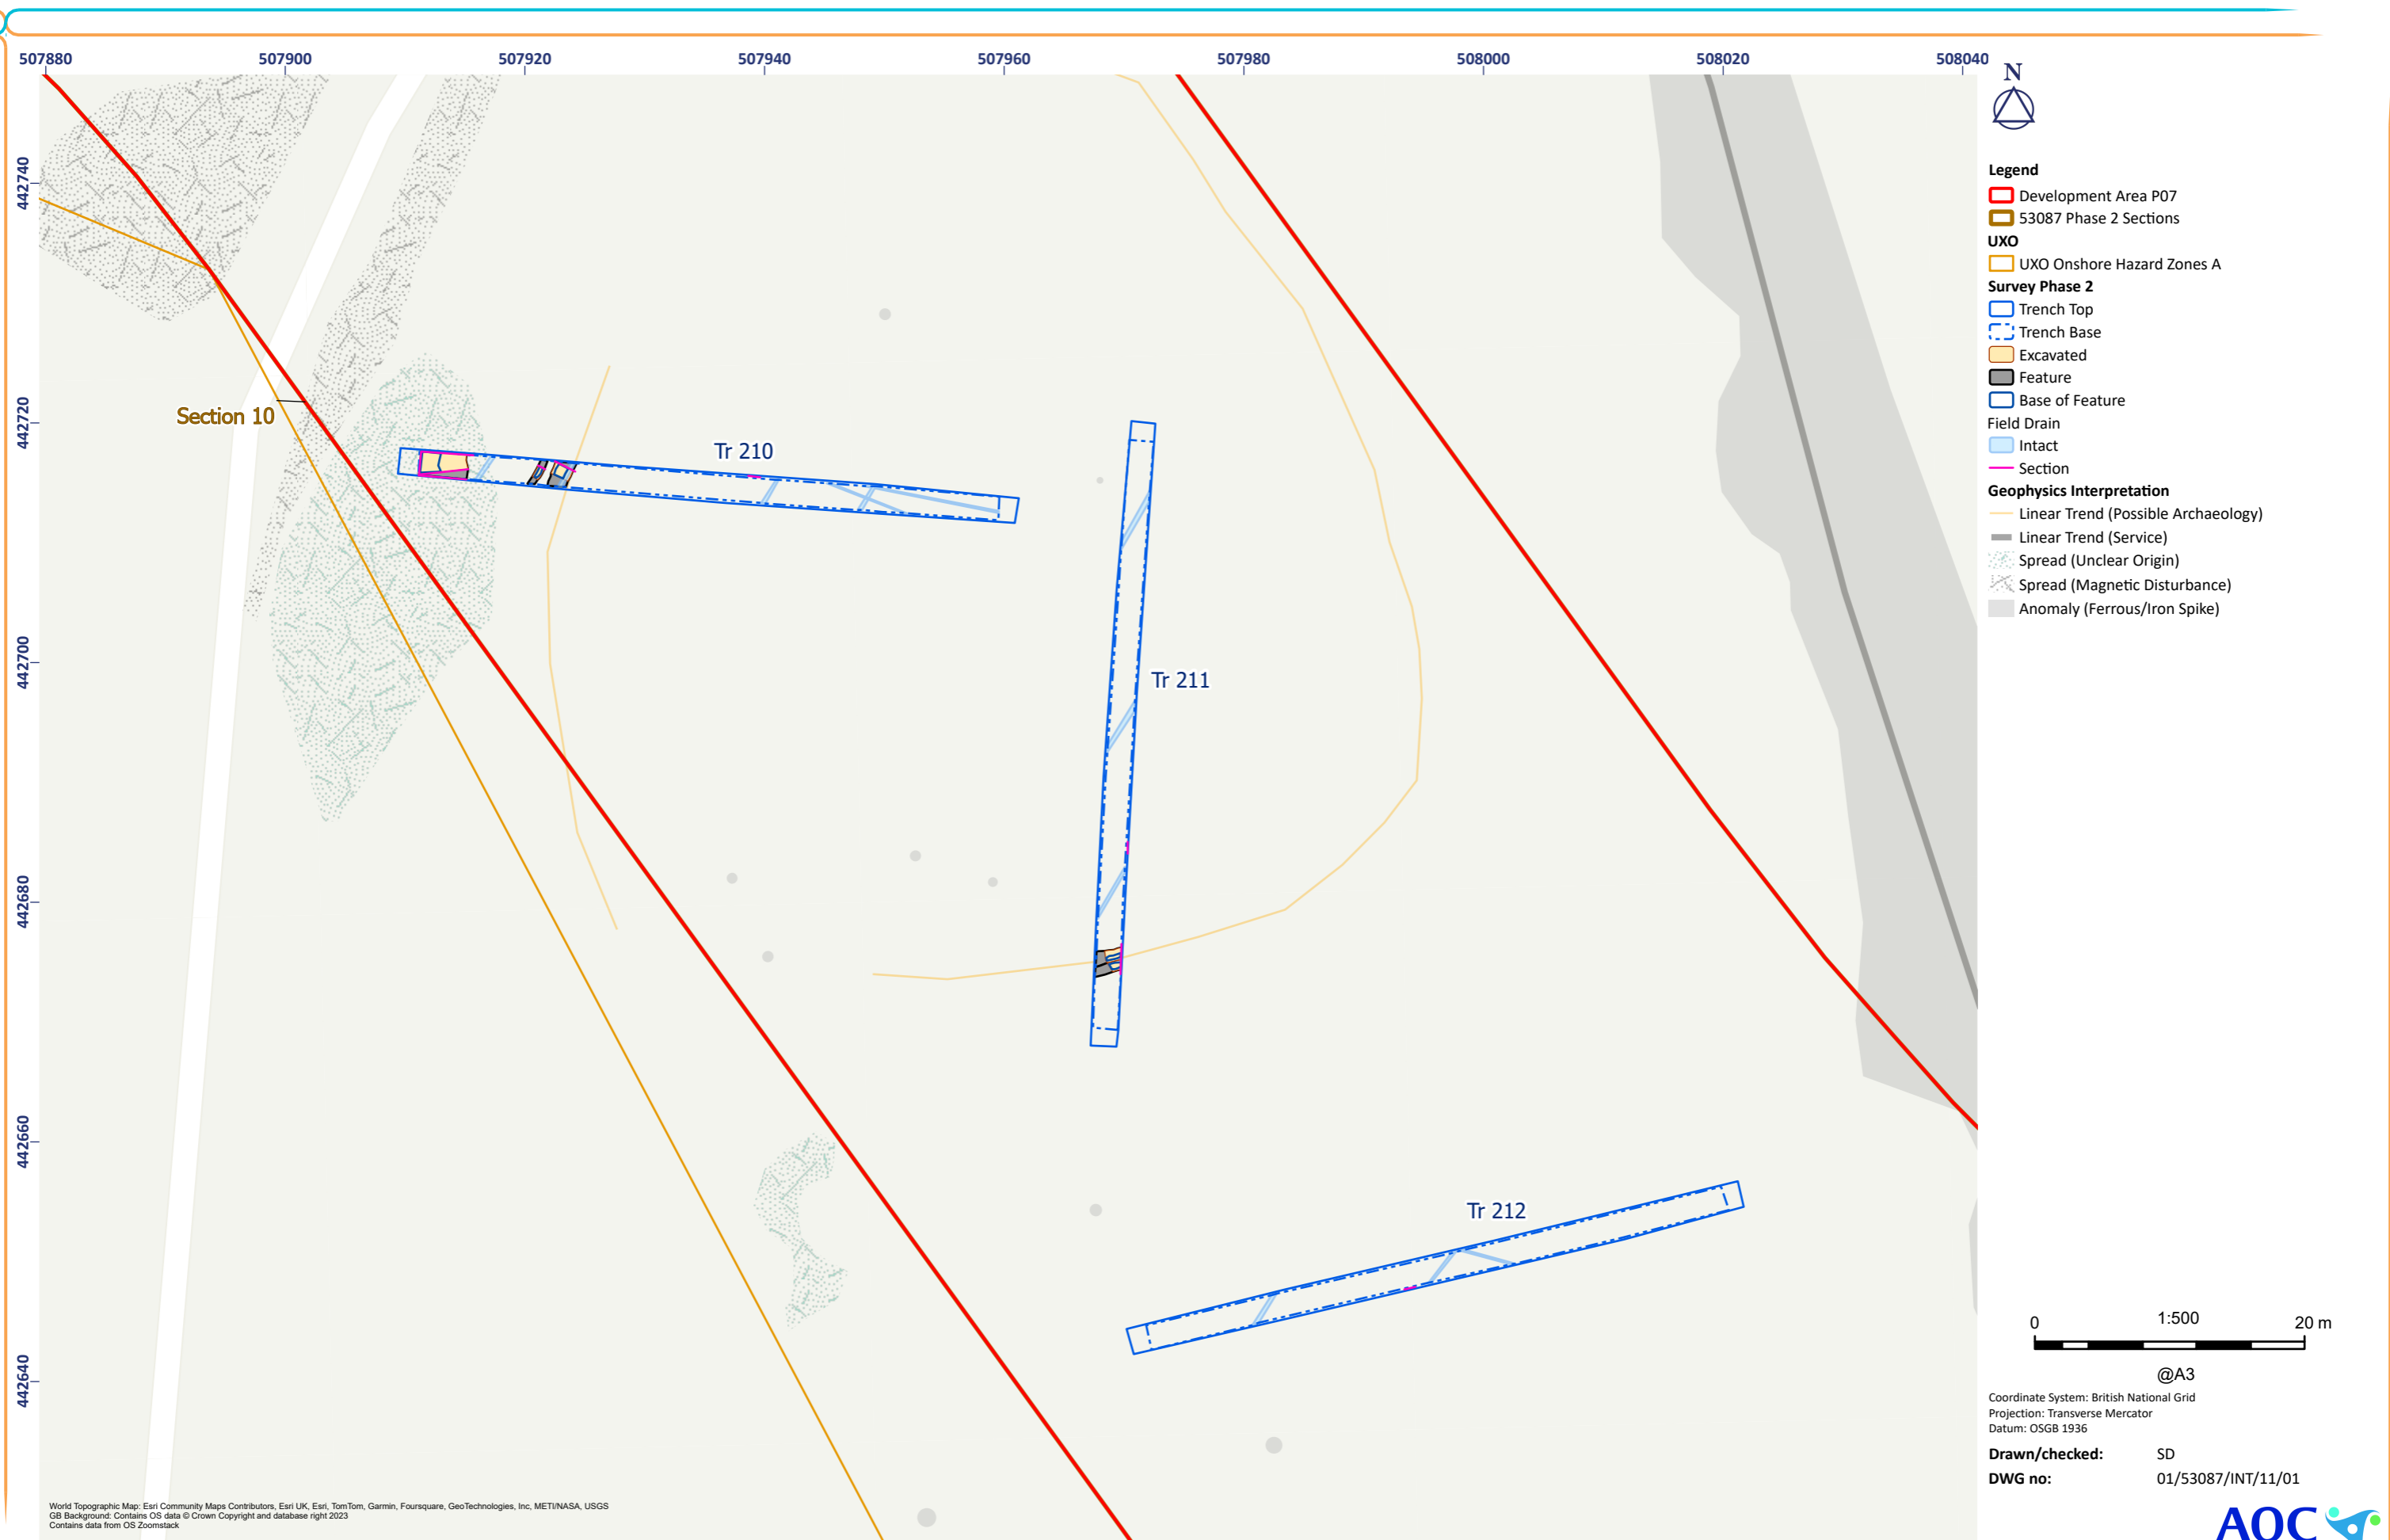 507880 507900 507920 507940 507960 507980 508000 508020 508040
N
442740
442720
442700
442680
442660
442640
Section 10
Tr 210
Tr 211
Tr 212
Legend
Development Area P07
53087 Phase 2 Sections
UXO
UXO Onshore Hazard Zones A
Survey Phase 2
Trench Top
Trench Base
Excavated
Feature
Base of Feature
Field Drain
Intact
Section
Geophysics Interpretation
Linear Trend (Possible Archaeology)
Linear Trend (Service)
Spread (Unclear Origin)
Spread (Magnetic Disturbance)
Anomaly (Ferrous/Iron Spike)
0 1:500 20 m
@A3
Coordinate System: British National Grid
Projection: Transverse Mercator
Datum: OSGB 1936
Drawn/checked: SD
DWG no: 01/53087/INT/11/01
AOC
World Topographic Map: Esri Community Maps Contributors, Esri UK, Esri, TomTom, Garmin, Foursquare, GeoTechnologies, Inc, METI/NASA, USGS
GB Background: Contains OS data © Crown Copyright and database right 2023
Contains data from OS Zoomstack